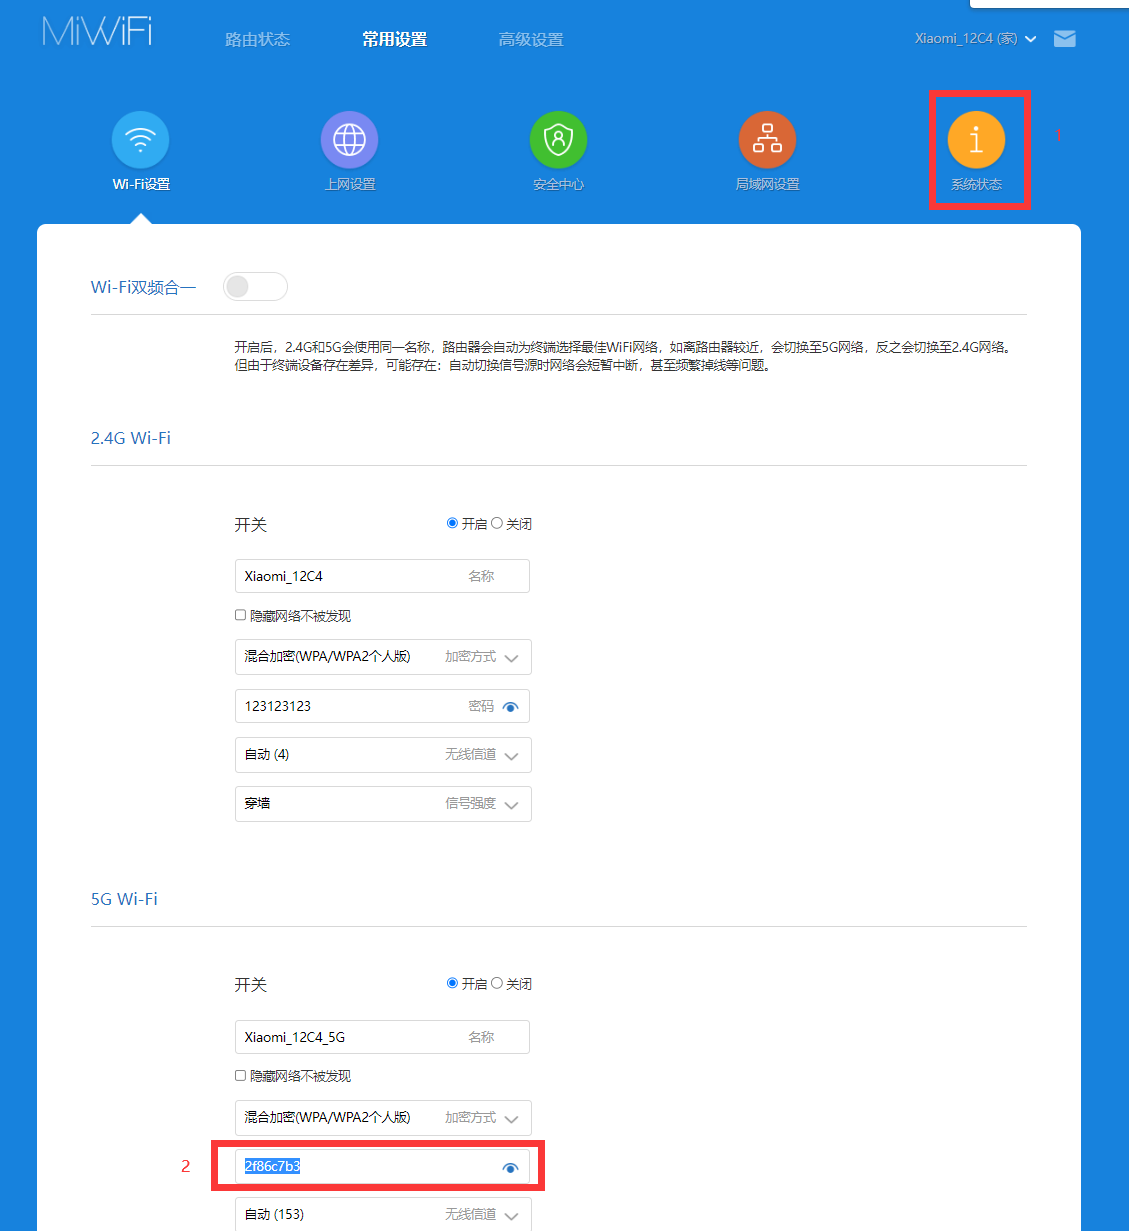 MiWiFi 路由状态 常用设置 高级设置 Xiaomi_12C4 (家)
Wi-Fi设置 上网设置 安全中心 局域网设置 系统状态 1
Wi-Fi双频合一
开启后，2.4G和5G会使用同一名称，路由器会自动为终端选择最佳WiFi网络，如离路由器较近，会切换至5G网络，反之会切换至2.4G网络。
但由于终端设备存在差异，可能存在：自动切换信号源时网络会短暂中断，甚至频繁掉线等问题。
2.4G Wi-Fi
开关 开启 关闭
Xiaomi_12C4 名称
隐藏网络不被发现
混合加密(WPA/WPA2个人版) 加密方式
123123123 密码
自动 (4) 无线信道
穿墙 信号强度
5G Wi-Fi
开关 开启 关闭
Xiaomi_12C4_5G 名称
隐藏网络不被发现
混合加密(WPA/WPA2个人版) 加密方式
2 2f86c7b3
自动 (153) 无线信道